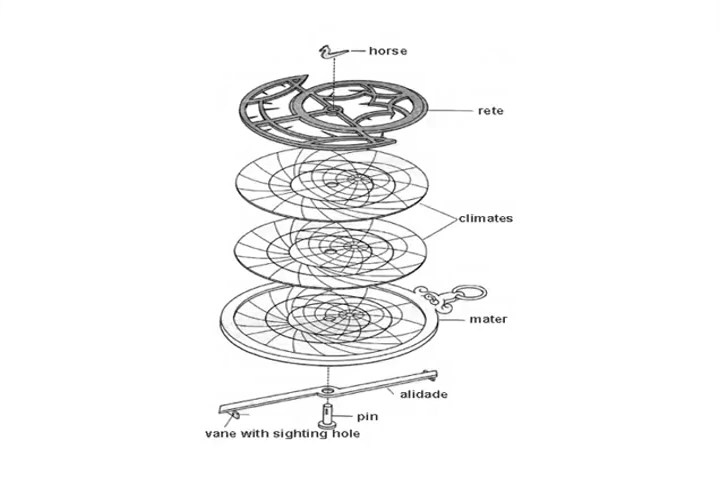 horse
rete
climates
mater
alidade
pin
vane with sighting hole